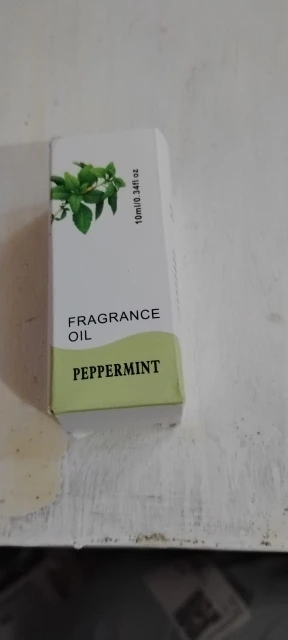 10ml/0.34fl oz
FRAGRANCE
OIL
PEPPERMINT